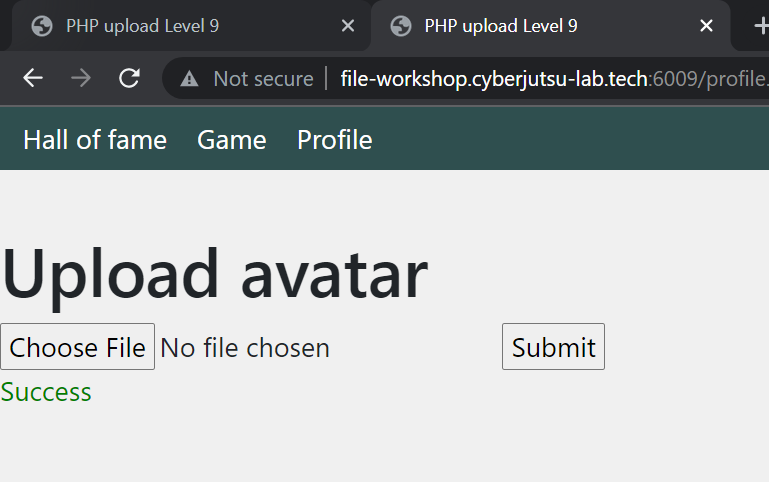 PHP upload Level 9 PHP upload Level 9
Not secure file-workshop.cyberjutsu-lab.tech:6009/profile.
Hall of fame Game Profile
Upload avatar
Choose File No file chosen Submit
Success